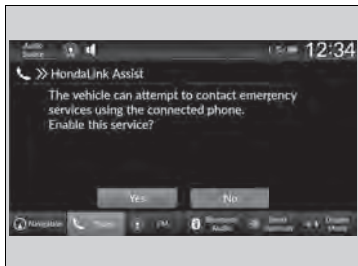 Audio
Source
12:34
HondaLink Assist
The vehicle can attempt to contact emergency
services using the connected phone.
Enable this service?
Yes No
Navigation Phone FM Bluetooth
Audio